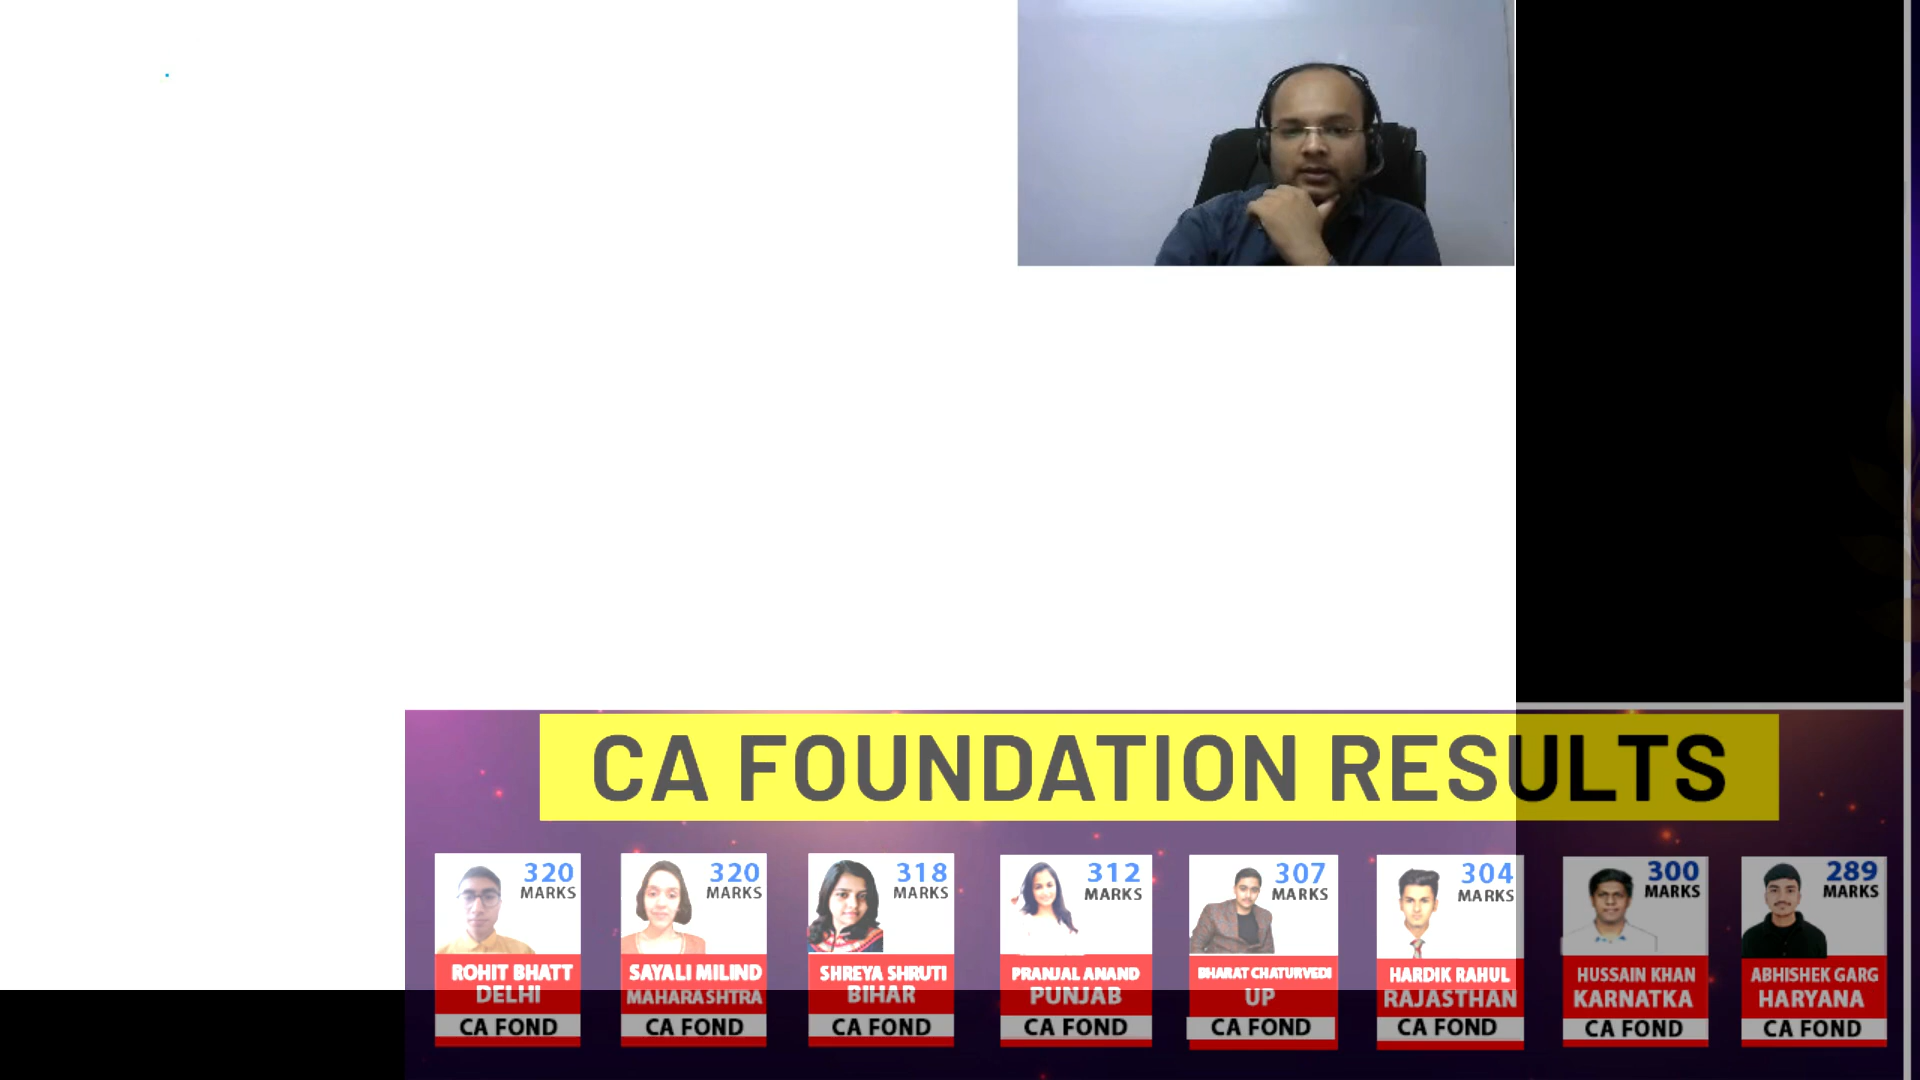 CA FOUNDATION RESULTS
320
MARKS
ROHIT BHATT
DELHI
CA FOND
320
MARKS
SAYALI MILIND
MAHARASHTRA
CA FOND
318
MARKS
SHREYA SHRUTI
BIHAR
CA FOND
312
MARKS
PRANJAL ANAND
PUNJAB
CA FOND
307
MARKS
BHARAT CHATURVEDI
UP
CA FOND
304
MARKS
HARDIK RAHUL
RAJASTHAN
CA FOND
300
MARKS
HUSSAIN KHAN
KARNATKA
CA FOND
289
MARKS
ABHISHEK GARG
HARYANA
CA FOND